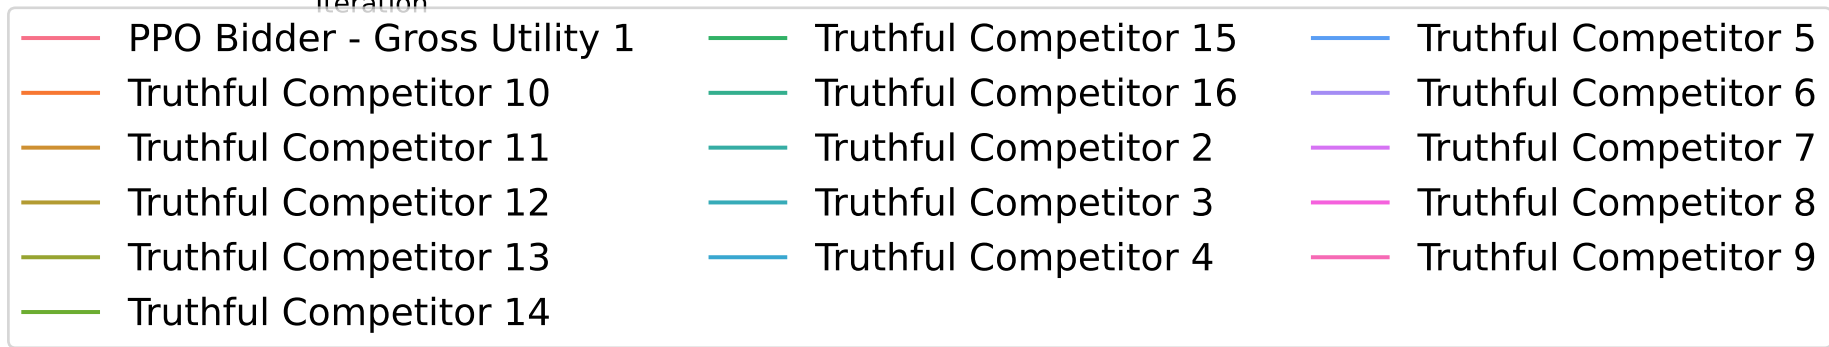 Iteration
PPO Bidder - Gross Utility 1
Truthful Competitor 10
Truthful Competitor 11
Truthful Competitor 12
Truthful Competitor 13
Truthful Competitor 14
Truthful Competitor 15
Truthful Competitor 16
Truthful Competitor 2
Truthful Competitor 3
Truthful Competitor 4
Truthful Competitor 5
Truthful Competitor 6
Truthful Competitor 7
Truthful Competitor 8
Truthful Competitor 9